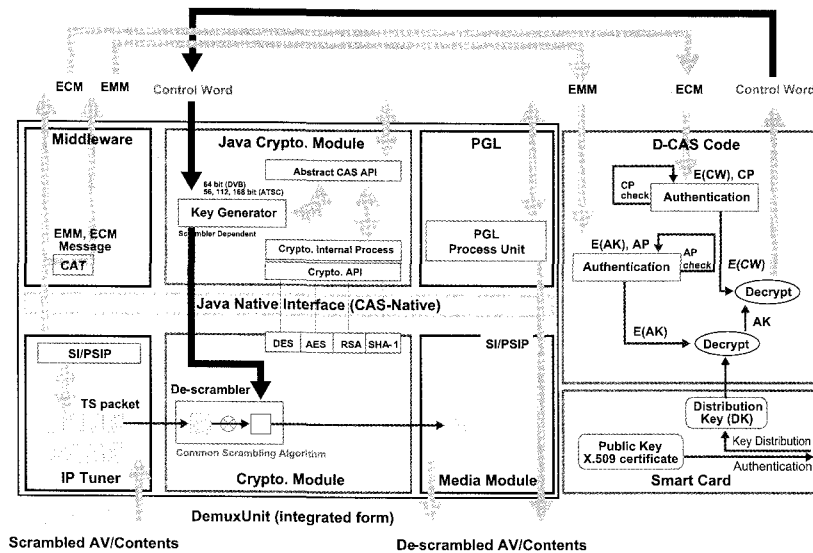 ECM
EMM
Control Word
EMM
ECM
Control Word
Middleware
EMM, ECM
Message
CAT
Java Crypto. Module
Abstract CAS API
64 bit (DVB)
56, 112, 168 bit (ATSC)
Key Generator
Scrambler Dependent
Crypto. Internal Process
Crypto. API
PGL
PGL
Process Unit
D-CAS Code
E(CW), CP
CP
check
Authentication
E(AK), AP
AP
check
Authentication
E(CW)
Decrypt
E(AK)
AK
Decrypt
Java Native Interface (CAS-Native)
SI/PSIP
TS packet
IP Tuner
DES
AES
RSA
SHA-1
De-scrambler
Common Scrambling Algorithm
Crypto. Module
SI/PSIP
Media Module
Distribution
Key (DK)
Key Distribution
Public Key
X.509 certificate
Authentication
Smart Card
DemuxUnit (integrated form)
Scrambled AV/Contents
De-scrambled AV/Contents